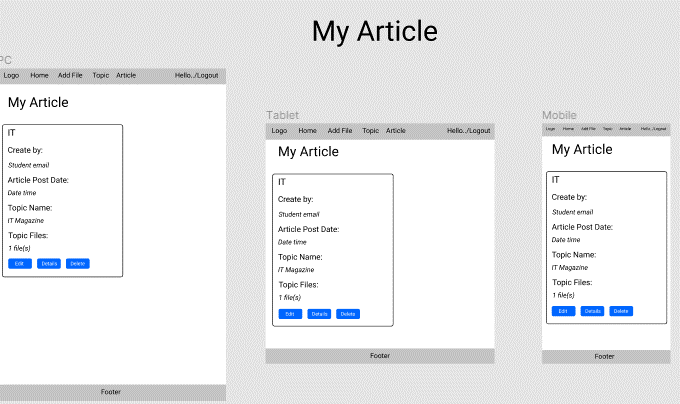 My Article
PC
Logo Home Add File Topic Article Hello../Logout
My Article
IT
Create by:
Student email
Article Post Date:
Date time
Topic Name:
IT Magazine
Topic Files:
1 file(s)
Edit Details Delete
Footer
Tablet
Logo Home Add File Topic Article Hello../Logout
My Article
IT
Create by:
Student email
Article Post Date:
Date time
Topic Name:
IT Magazine
Topic Files:
1 file(s)
Edit Details Delete
Footer
Mobile
Logo Home Add File Topic Article Hello../Logout
My Article
IT
Create by:
Student email
Article Post Date:
Date time
Topic Name:
IT Magazine
Topic Files:
1 file(s)
Edit Details Delete
Footer